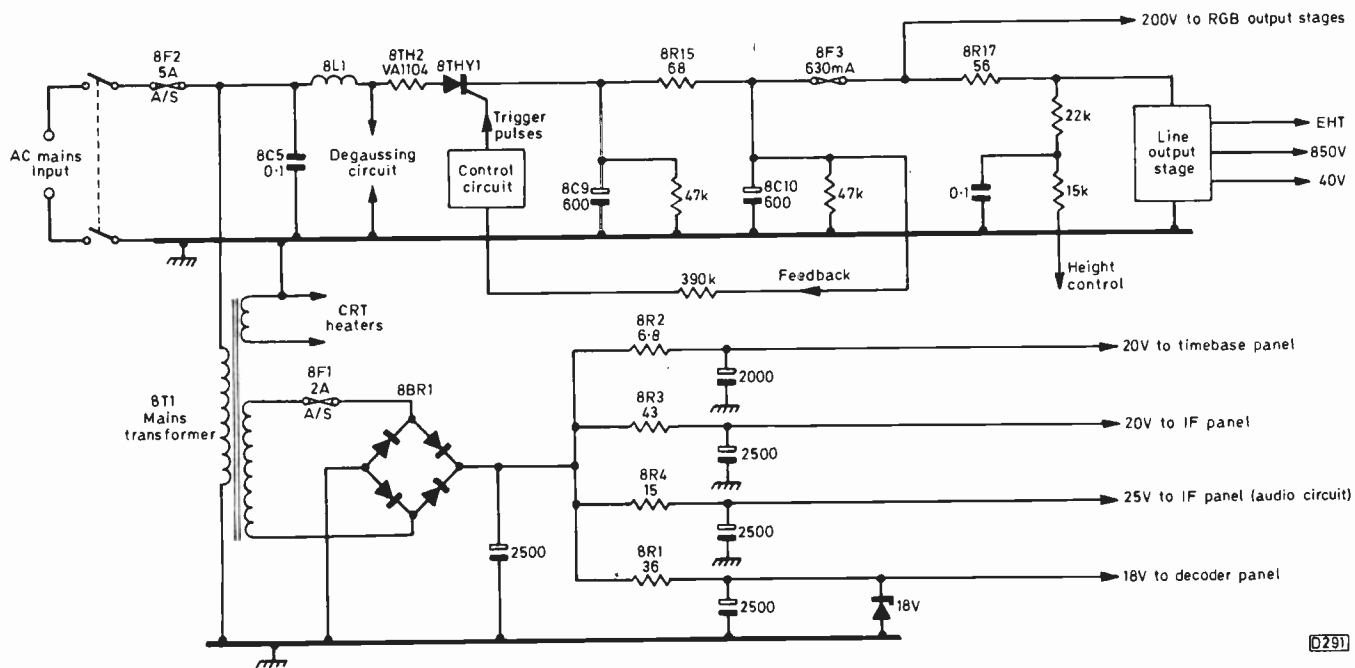 200V to RGB output stages
8F2
5A
A/S
8L1
8TH2
VA1104
8THY1
8R15
68
8F3
630mA
8R17
56
AC mains
input
8C5
0·1
Degaussing
circuit
Trigger
pulses
Control
circuit
8C9
600
47k
8C10
600
47k
22k
0·1
15k
Line
output
stage
EHT
850V
40V
Height
control
Feedback
390k
CRT
heaters
8T1
Mains
transformer
8F1
2A
A/S
8BR1
2500
8R2
6·8
2000
20V to timebase panel
8R3
43
2500
20V to IF panel
8R4
15
2500
25V to IF panel (audio circuit)
8R1
36
2500
18V
18V to decoder panel
D291